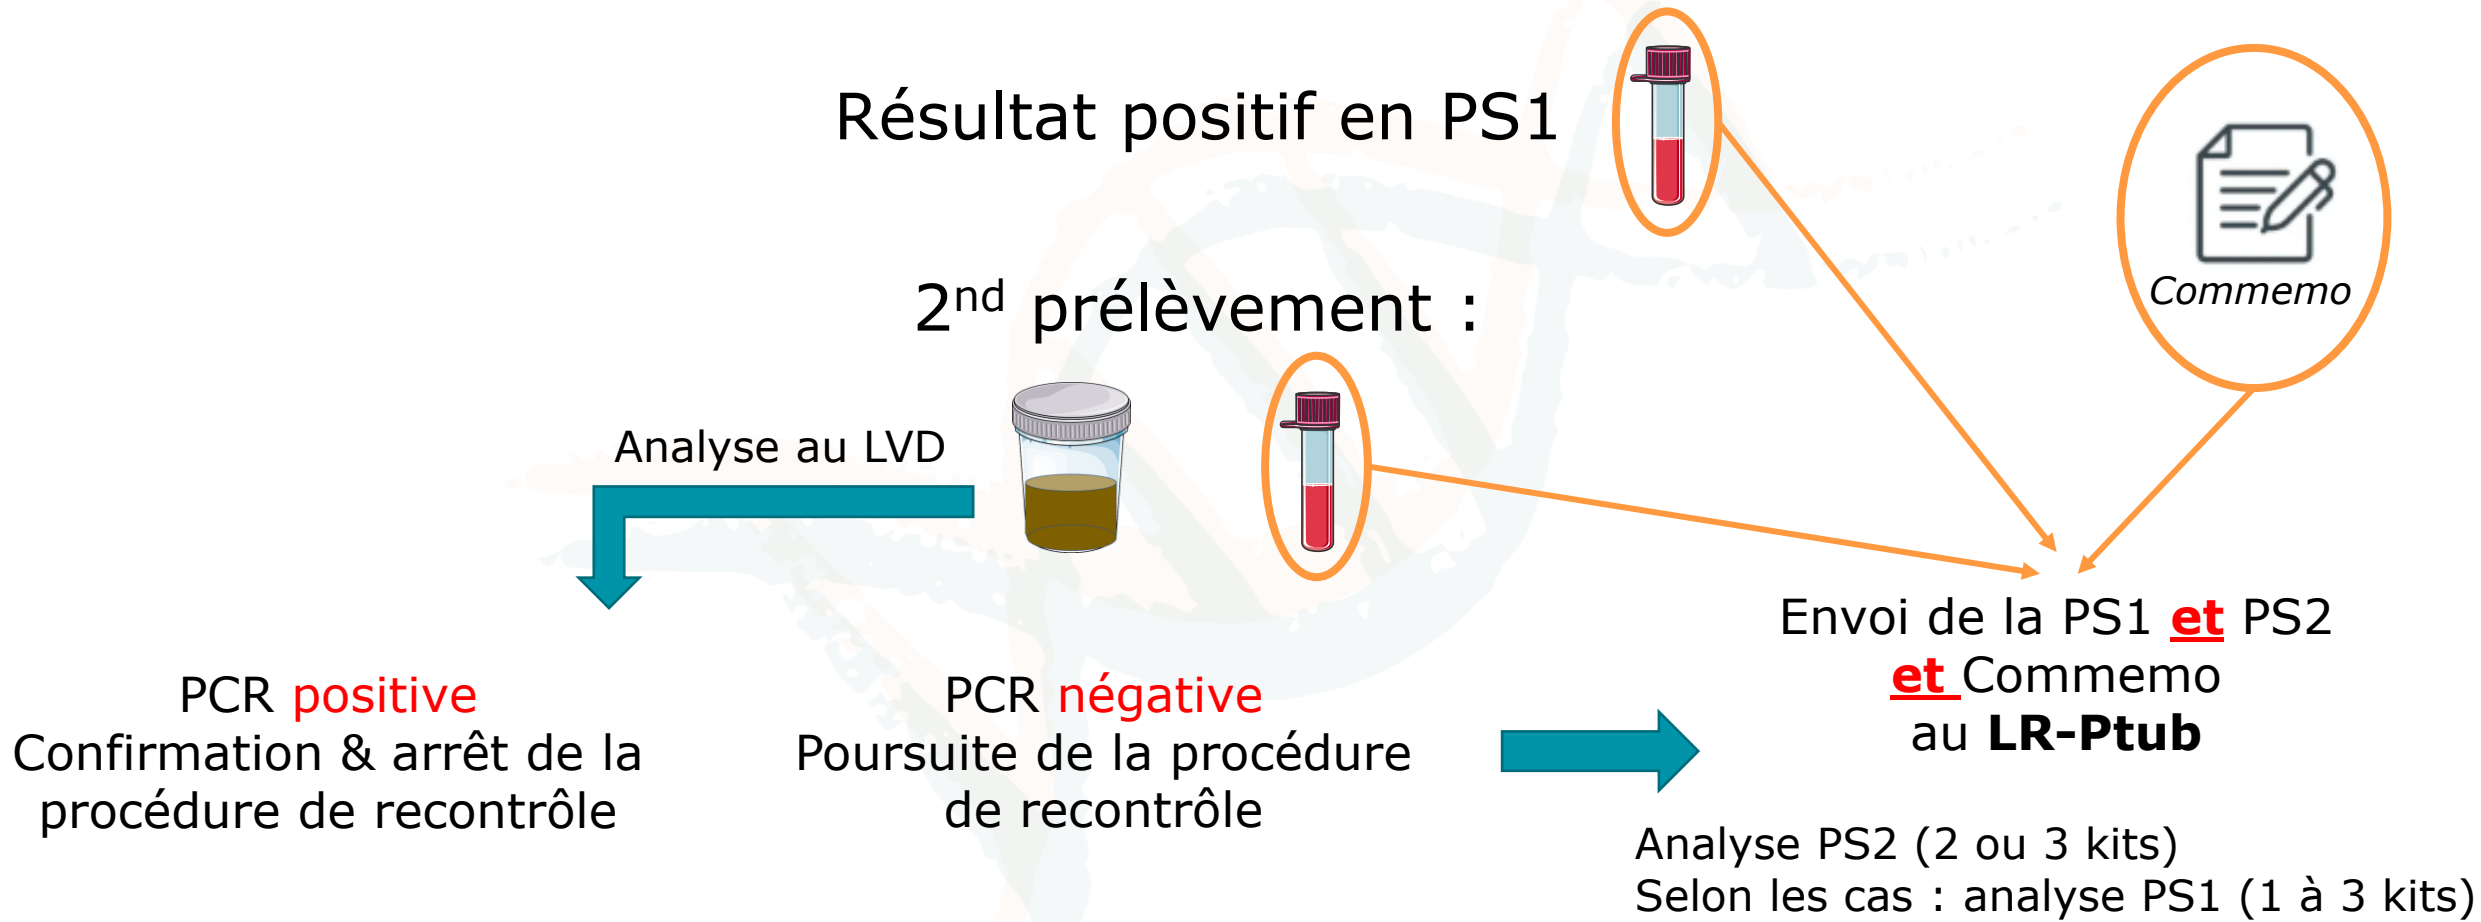 Résultat positif en PS1
Commemo
2nd prélèvement :
Analyse au LVD
PCR positive
Confirmation & arrêt de la
procédure de recontrôle
PCR négative
Poursuite de la procédure
de recontrôle
Envoi de la PS1 et PS2
et Commemo
au LR-Ptub
Analyse PS2 (2 ou 3 kits)
Selon les cas : analyse PS1 (1 à 3 kits)